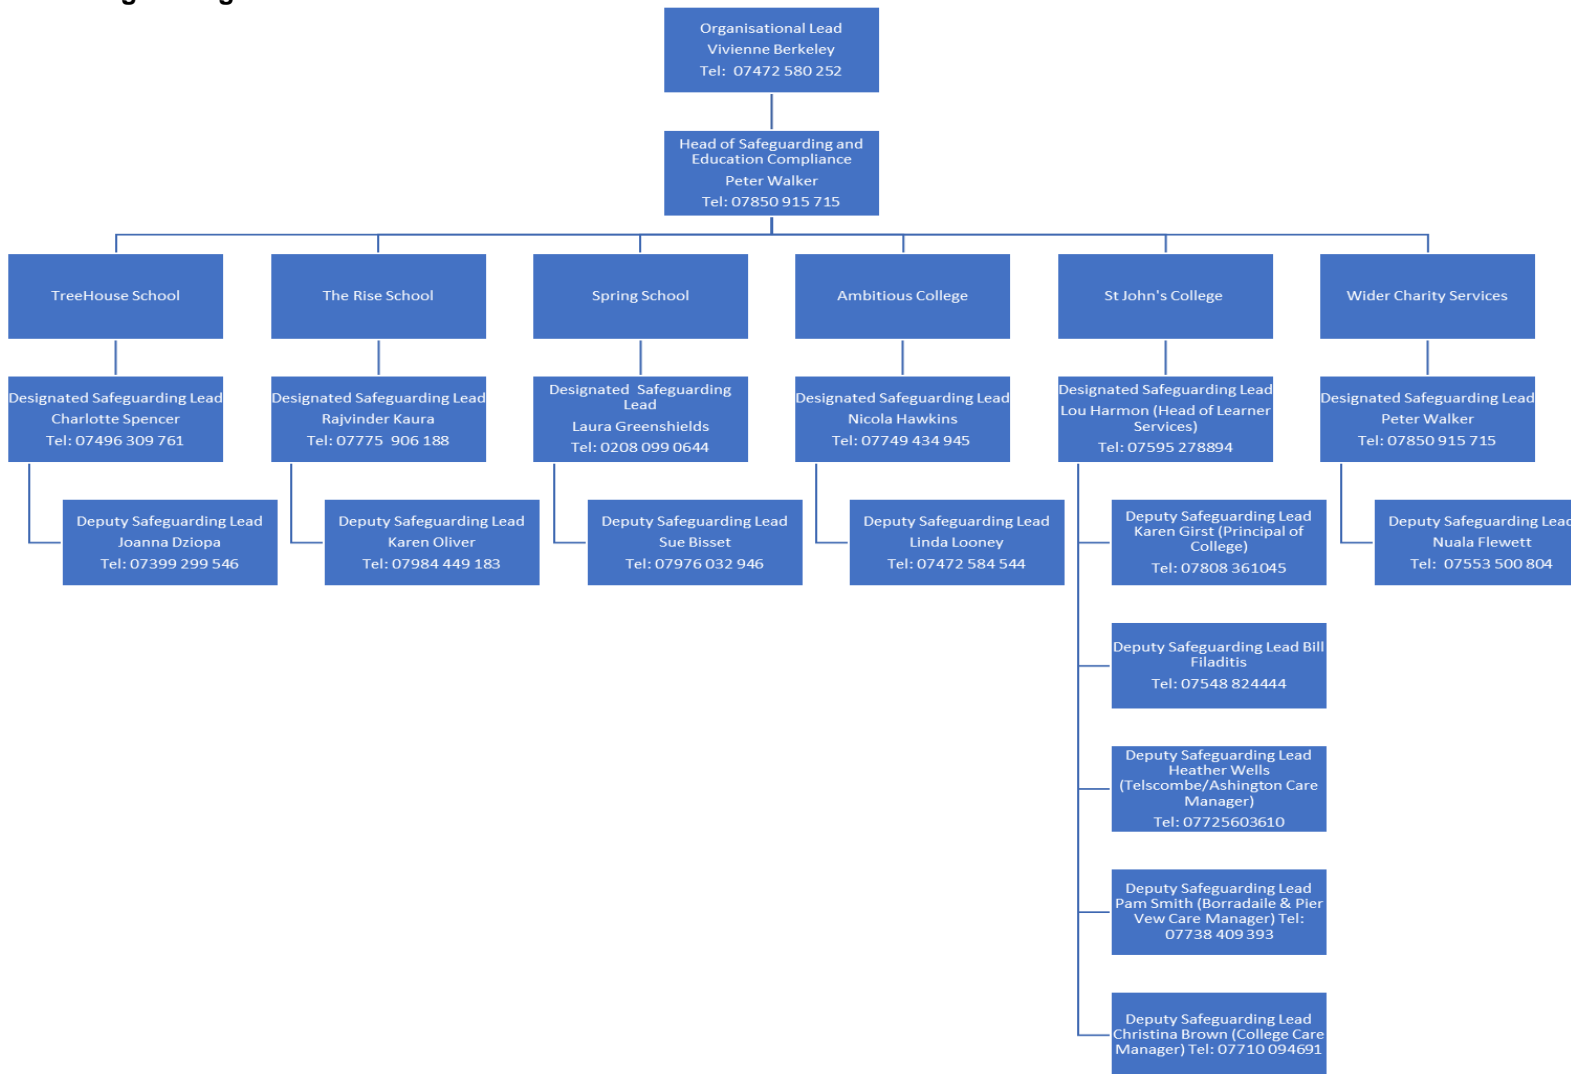 Organisational Lead
Vivienne Berkeley
Tel: 07472 580 252
Head of Safeguarding and
Education Compliance
Peter Walker
Tel: 07850 915 715
TreeHouse School
The Rise School
Spring School
Ambitious College
St John's College
Wider Charity Services
Designated Safeguarding Lead
Charlotte Spencer
Tel: 07496 309 761
Designated Safeguarding Lead
Rajvinder Kaura
Tel: 07775 906 188
Designated Safeguarding
Lead
Laura Greenshields
Tel: 0208 099 0644
Designated Safeguarding Lead
Nicola Hawkins
Tel: 07749 434 945
Designated Safeguarding Lead
Lou Harmon (Head of Learner
Services)
Tel: 07595 278894
Designated Safeguarding Lead
Peter Walker
Tel: 07850 915 715
Deputy Safeguarding Lead
Joanna Dziopa
Tel: 07399 299 546
Deputy Safeguarding Lead
Karen Oliver
Tel: 07984 449 183
Deputy Safeguarding Lead
Sue Bisset
Tel: 07976 032 946
Deputy Safeguarding Lead
Linda Looney
Tel: 07472 584 544
Deputy Safeguarding Lead
Karen Girst (Principal of
College)
Tel: 07808 361045
Deputy Safeguarding Lead
Nuala Flewett
Tel: 07553 500 804
Deputy Safeguarding Lead Bill
Filaditis
Tel: 07548 824444
Deputy Safeguarding Lead
Heather Wells
(Telscombe/Ashington Care
Manager)
Tel: 07725603610
Deputy Safeguarding Lead
Pam Smith (Borradaile & Pier
Vew Care Manager) Tel:
07738 409 393
Deputy Safeguarding Lead
Christina Brown (College Care
Manager) Tel: 07710 094691